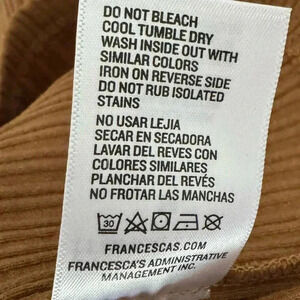 DO NOT BLEACH
COOL TUMBLE DRY
WASH INSIDE OUT WITH
SIMILAR COLORS
IRON ON REVERSE SIDE
DO NOT RUB ISOLATED
STAINS
NO USAR LEJIA
SECAR EN SECADORA
LAVAR DEL REVES CON
COLORES SIMILARES
PLANCHAR DEL REVÉS
NO FROTAR LAS MANCHAS
30
FRANCESCAS.COM
FRANCESCA'S ADMINISTRATIVE
MANAGEMENT INC.